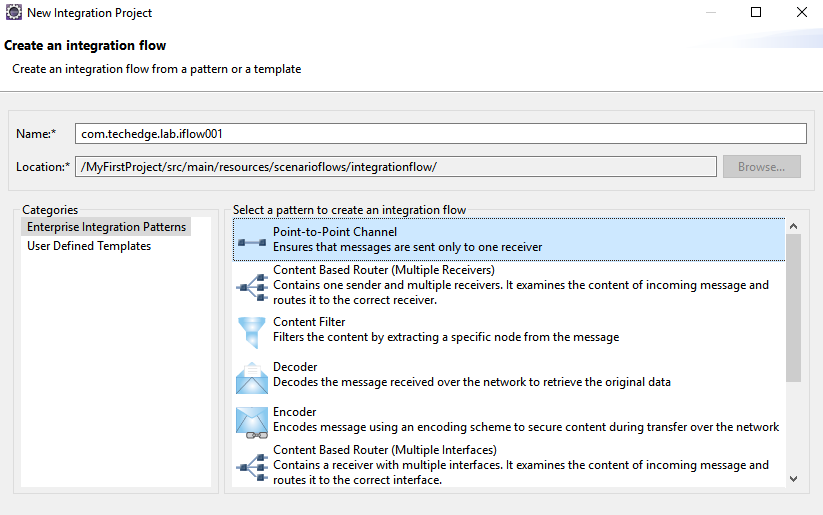 New Integration Project
Create an integration flow
Create an integration flow from a pattern or a template
Name:* com.techedge.lab.iflow001
Location:* /MyFirstProject/src/main/resources/scenarioflows/integrationflow/ Browse...
Categories
Enterprise Integration Patterns
User Defined Templates
Select a pattern to create an integration flow
Point-to-Point Channel
Ensures that messages are sent only to one receiver
Content Based Router (Multiple Receivers)
Contains one sender and multiple receivers. It examines the content of incoming message and
routes it to the correct receiver.
Content Filter
Filters the content by extracting a specific node from the message
Decoder
Decodes the message received over the network to retrieve the original data
Encoder
Encodes message using an encoding scheme to secure content during transfer over the network
Content Based Router (Multiple Interfaces)
Contains a receiver with multiple interfaces. It examines the content of incoming message and
routes it to the correct interface.